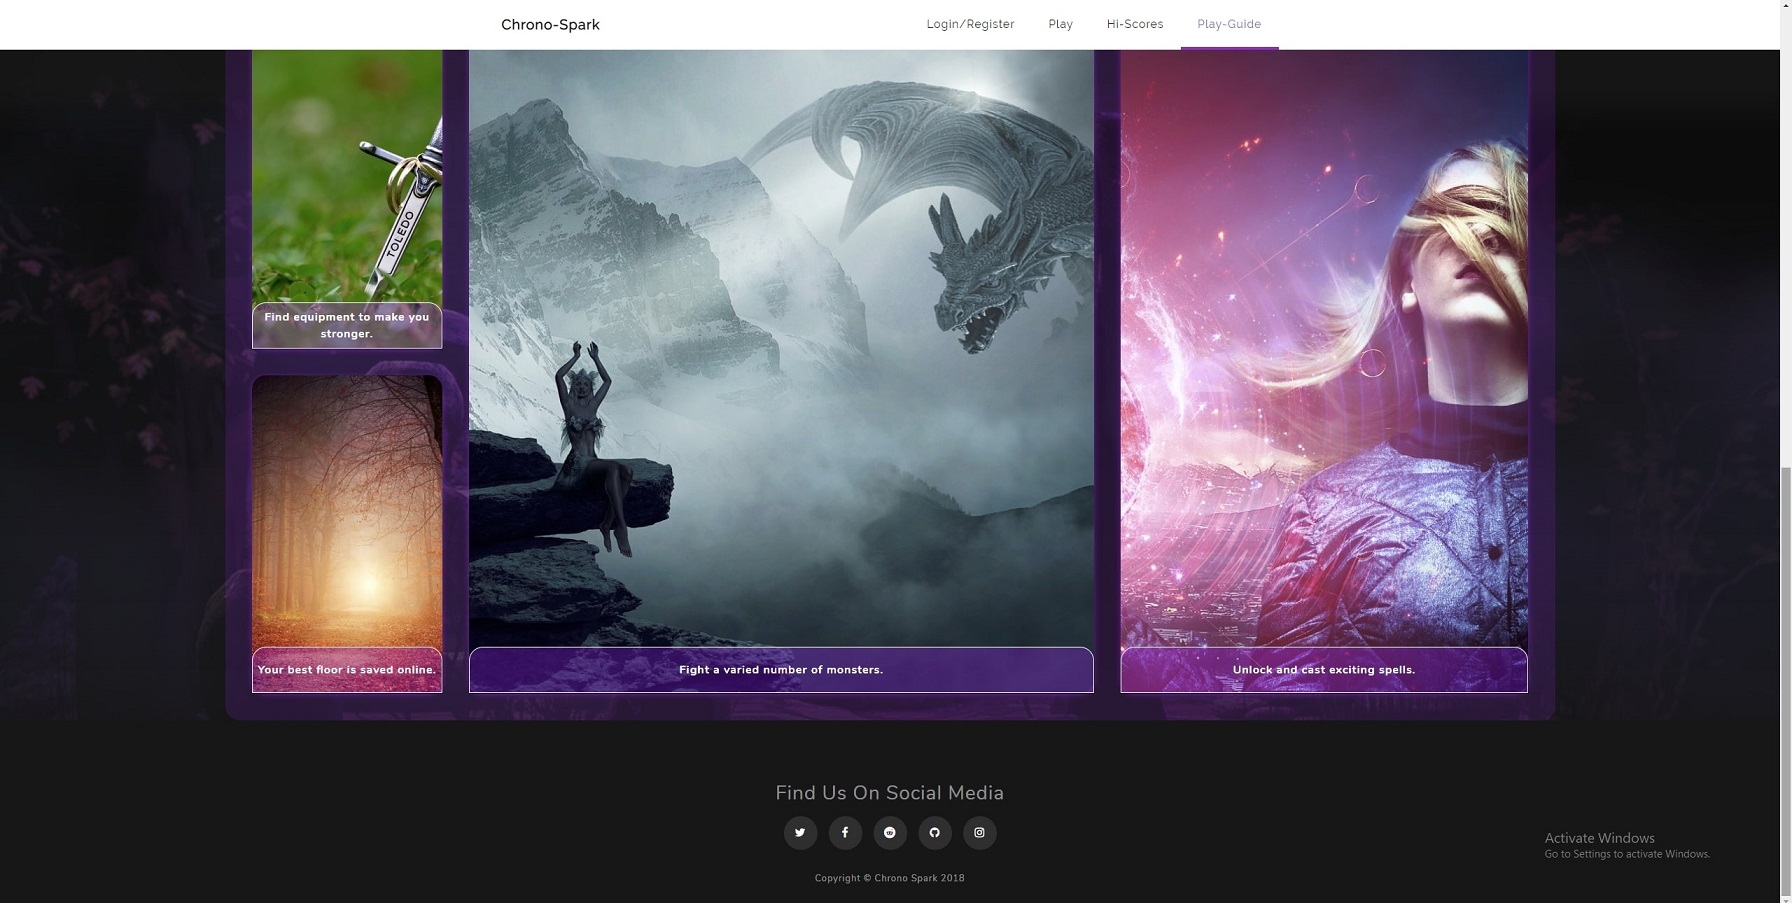 Chrono-Spark
Login/Register
Play
Hi-Scores
Play-Guide
TOLEDO
Find equipment to make you
stronger.
Your best floor is saved online.
Fight a varied number of monsters.
Unlock and cast exciting spells.
Find Us On Social Media
Copyright © Chrono Spark 2018
Activate Windows
Go to Settings to activate Windows.